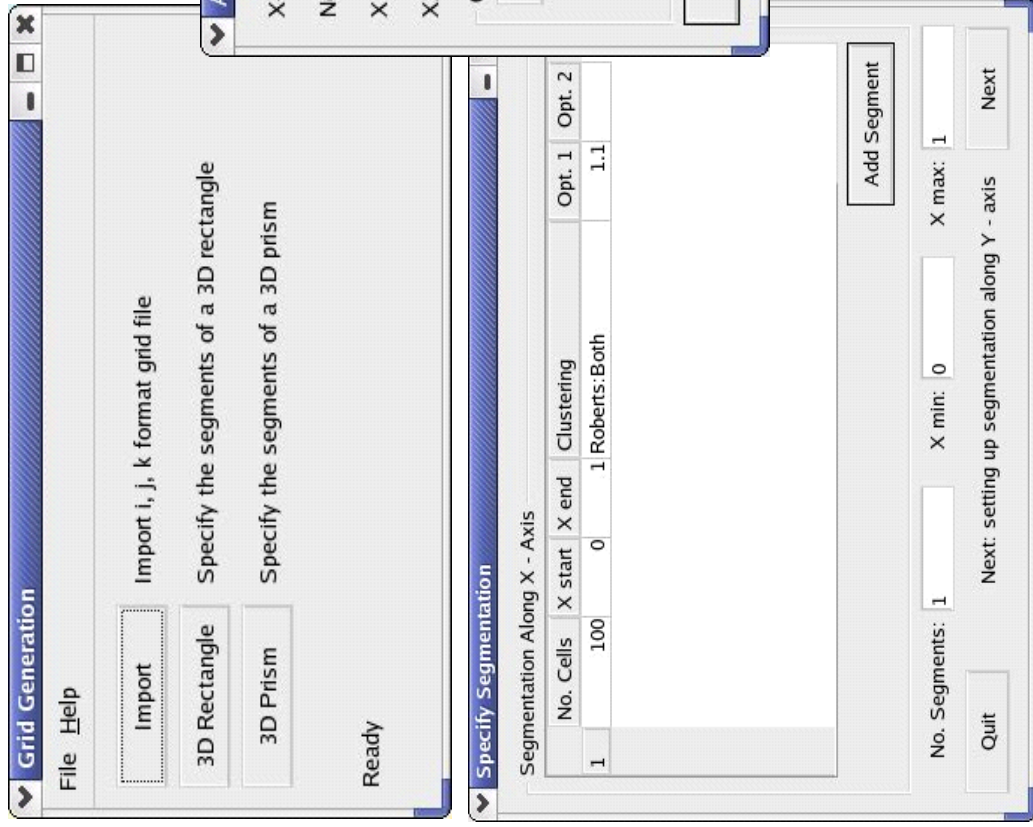 Grid Generation
File Help
Import Import i, j, k format grid file
3D Rectangle Specify the segments of a 3D rectangle
3D Prism Specify the segments of a 3D prism
Ready
Specify Segmentation
Segmentation Along X - Axis
No. Cells X start X end Clustering Opt. 1 Opt. 2
1 100 0 1 Roberts:Both 1.1
Add Segment
No. Segments: 1 X min: 0 X max: 1
Quit Next: setting up segmentation along Y - axis Next